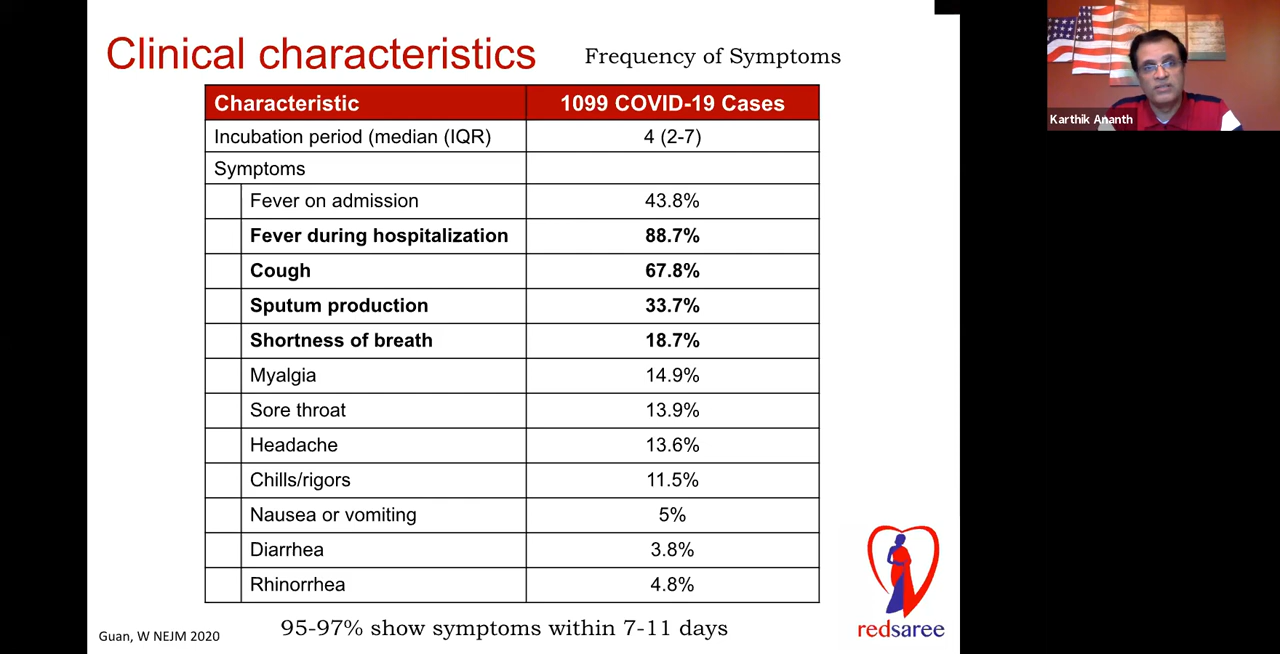 Clinical characteristics
Frequency of Symptoms
Characteristic 1099 COVID-19 Cases
Incubation period (median (IQR) 4 (2-7)
Symptoms
Fever on admission 43.8%
Fever during hospitalization 88.7%
Cough 67.8%
Sputum production 33.7%
Shortness of breath 18.7%
Myalgia 14.9%
Sore throat 13.9%
Headache 13.6%
Chills/rigors 11.5%
Nausea or vomiting 5%
Diarrhea 3.8%
Rhinorrhea 4.8%
Guan, W NEJM 2020
95-97% show symptoms within 7-11 days
redsaree
Karthik Ananth